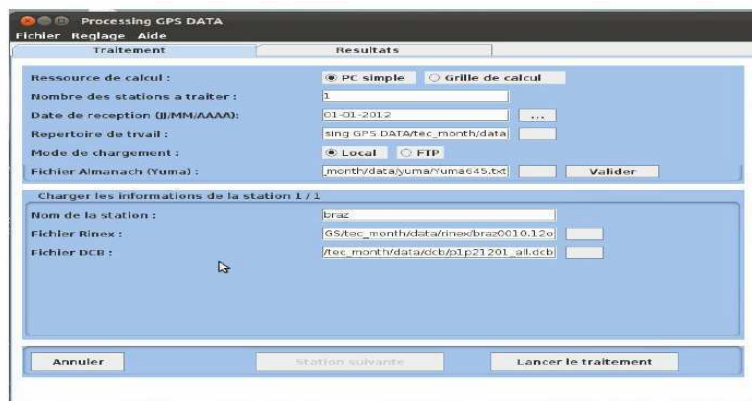 Processing GPS DATA
Fichier Reglage Aide
Traitement Resultats
Ressource de calcul : PC simple Grille de calcul
Nombre des stations a traiter : 1
Date de reception (JJ/MM/AAAA): 01-01-2012 ...
Repertoire de trvail : sing GPS DATA/tec_month/data
Mode de chargement : Local FTP
Fichier Almanach (Yuma) : _month/data/yuma/Yuma645.txt Valider
Charger les informations de la station 1 / 1
Nom de la station : braz
Fichier Rinex : GS/tec_month/data/rinex/braz0010.12o
Fichier DCB : /tec_month/data/dcb/p1p21201_all.dcb
Annuler Station suivante Lancer le traitement